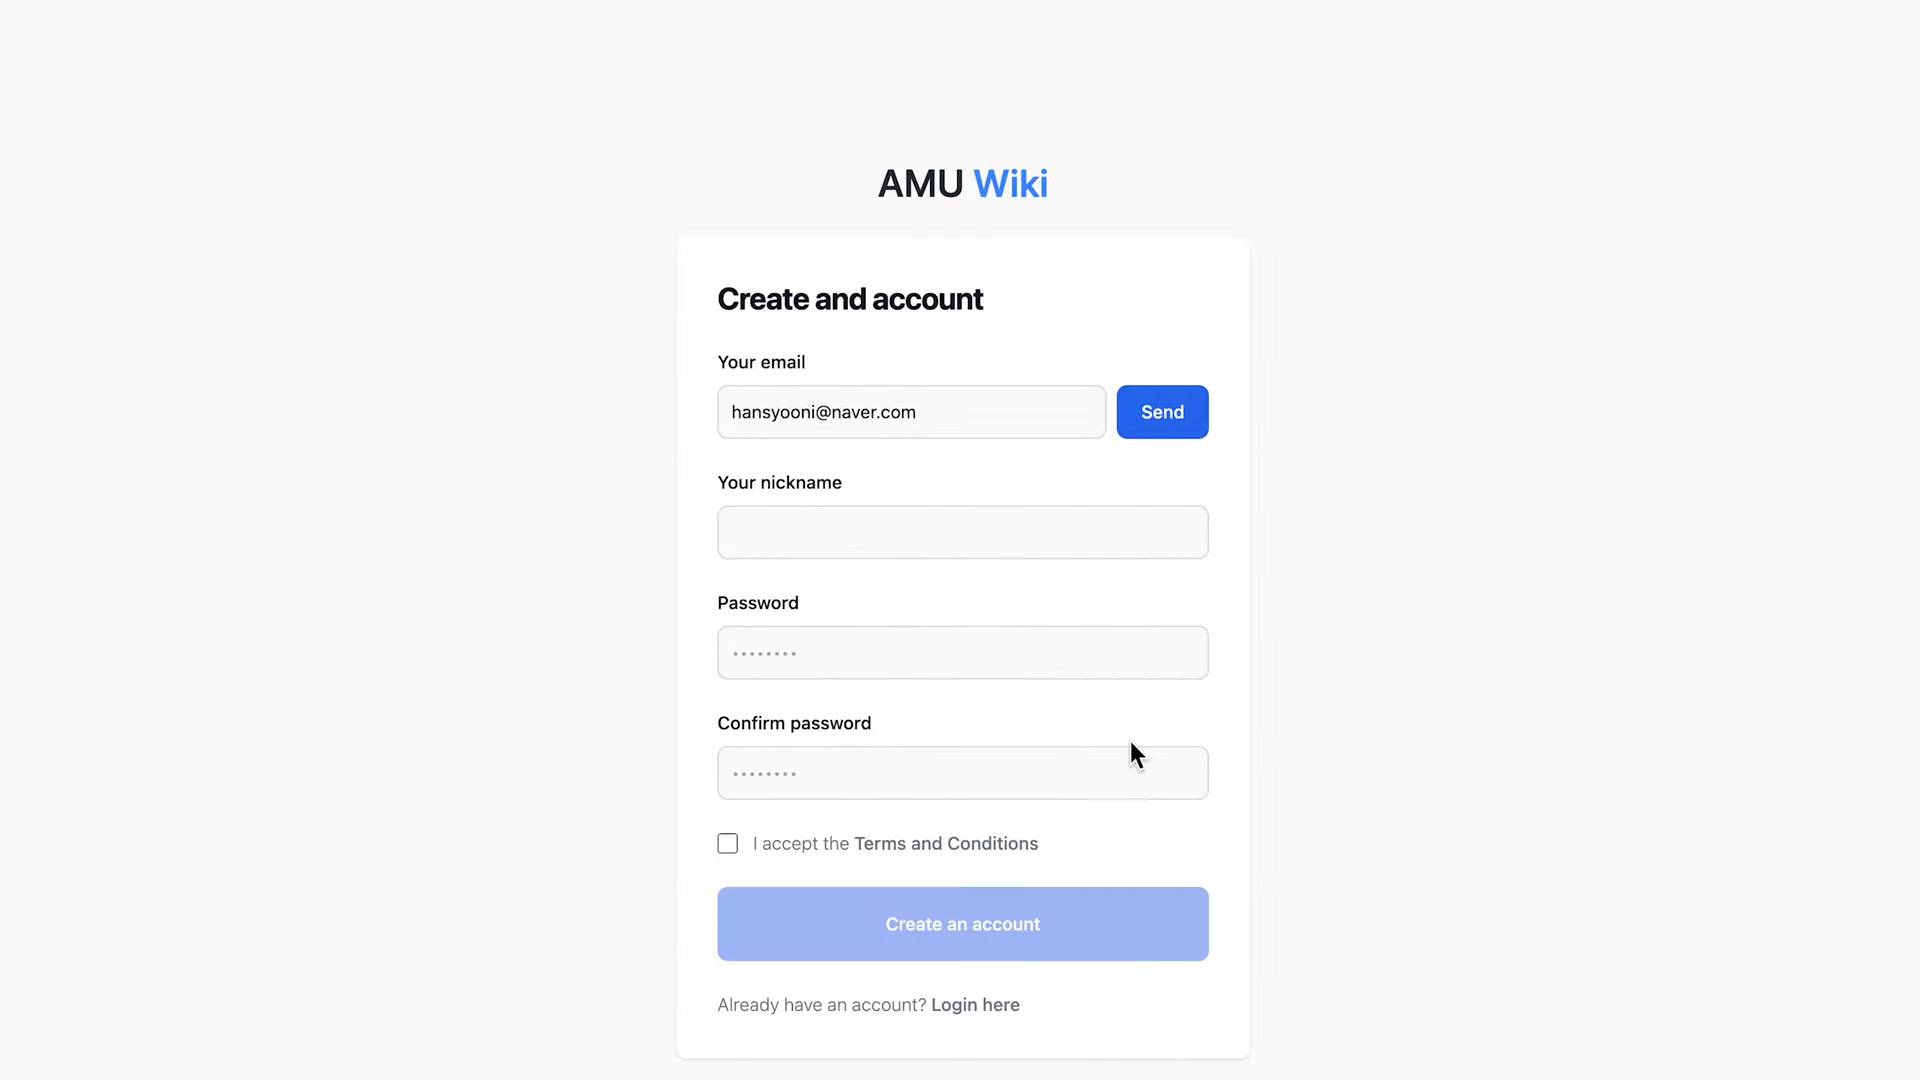 AMU Wiki
Create and account
Your email
hansyooni@naver.com Send
Your nickname
Password
••••••••
Confirm password
••••••••
I accept the Terms and Conditions
Create an account
Already have an account? Login here